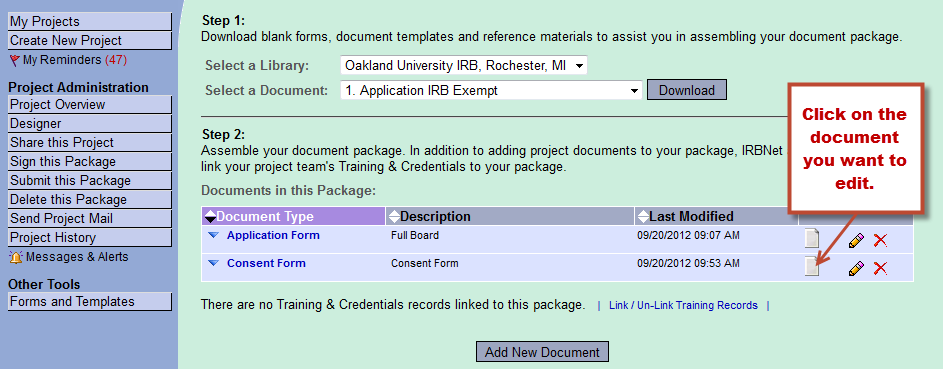 My Projects
Create New Project
My Reminders (47)
Project Administration
Project Overview
Designer
Share this Project
Sign this Package
Submit this Package
Delete this Package
Send Project Mail
Project History
Messages & Alerts
Other Tools
Forms and Templates
Step 1:
Download blank forms, document templates and reference materials to assist you in assembling your document package.
Select a Library: Oakland University IRB, Rochester, MI
Select a Document: 1. Application IRB Exempt Download
Step 2:
Assemble your document package. In addition to adding project documents to your package, IRBNet
link your project team's Training & Credentials to your package.
Documents in this Package:
Document Type Description Last Modified
Application Form Full Board 09/20/2012 09:07 AM
Consent Form Consent Form 09/20/2012 09:53 AM
There are no Training & Credentials records linked to this package. | Link / Un-Link Training Records |
Add New Document
Click on the
document
you want to
edit.